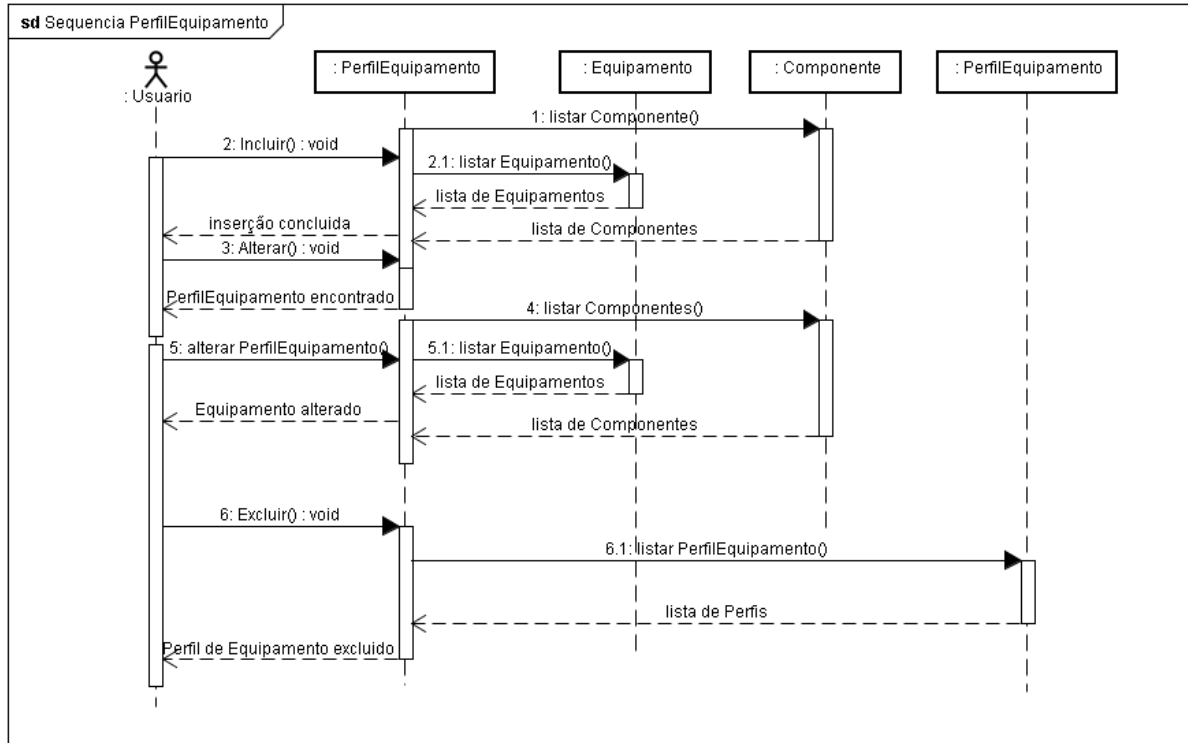 sd Sequencia PerfilEquipamento
: Usuario
: PerfilEquipamento
: Equipamento
: Componente
: PerfilEquipamento
1: listar Componente()
2: Incluir() : void
2.1: listar Equipamento()
lista de Equipamentos
inserção concluida
lista de Componentes
3: Alterar() : void
PerfilEquipamento encontrado
4: listar Componentes()
5: alterar PerfilEquipamento()
5.1: listar Equipamento()
lista de Equipamentos
Equipamento alterado
lista de Componentes
6: Excluir() : void
6.1: listar PerfilEquipamento()
lista de Perfis
Perfil de Equipamento excluido